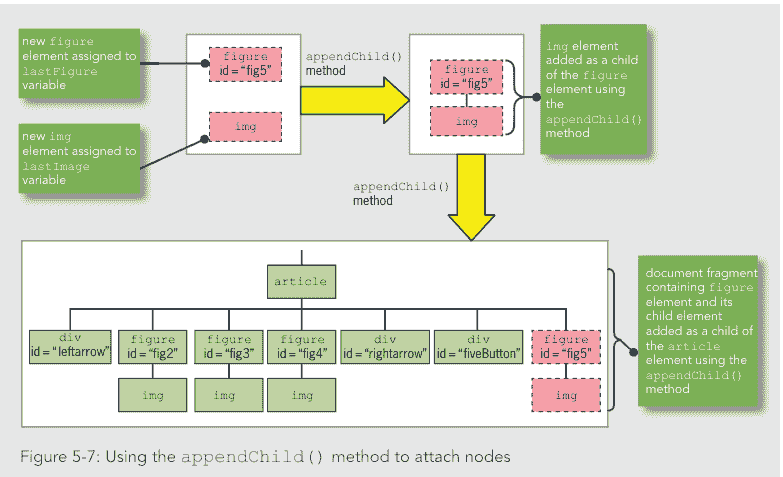 new figure
element assigned to
lastFigure
variable
figure
id = “fig5”
appendChild()
method
figure
id = “fig5”
img element
added as a child
of the figure
element using
the
appendChild()
method
new img
element assigned to
lastImage
variable
img
img
appendChild()
method
article
div
id = “leftarrow”
figure
id = “fig2”
figure
id = “fig3”
figure
id = “fig4”
div
id = “rightarrow”
div
id = “fiveButton”
figure
id = “fig5”
img
img
img
img
document fragment
containing figure
element and its
child element
added as a child of
the article
element using the
appendChild()
method
Figure 5-7: Using the appendChild() method to attach nodes